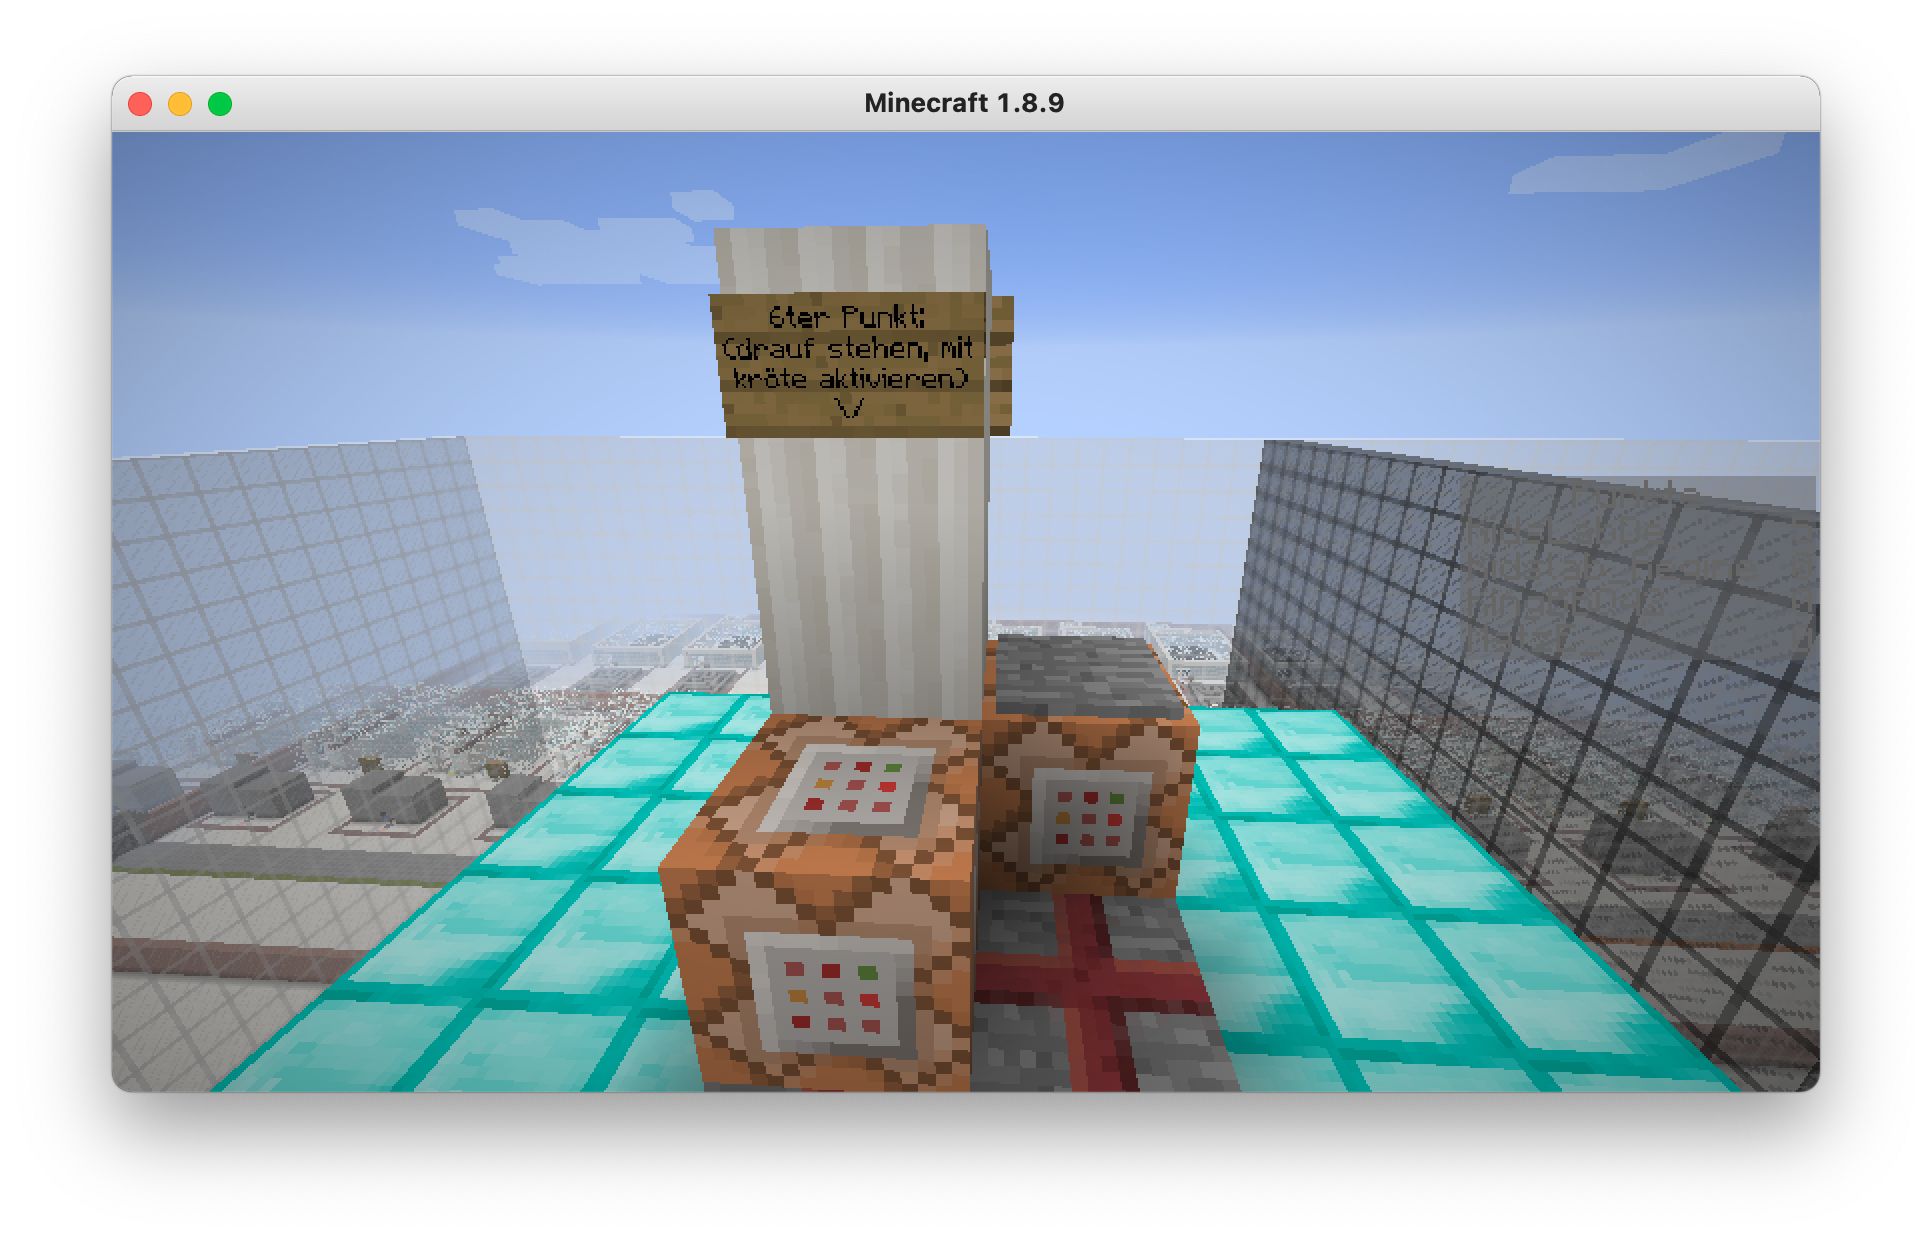 Minecraft 1.8.9
6ter Punkt:
(drauf stehen, mit
kröte aktivieren)
\/